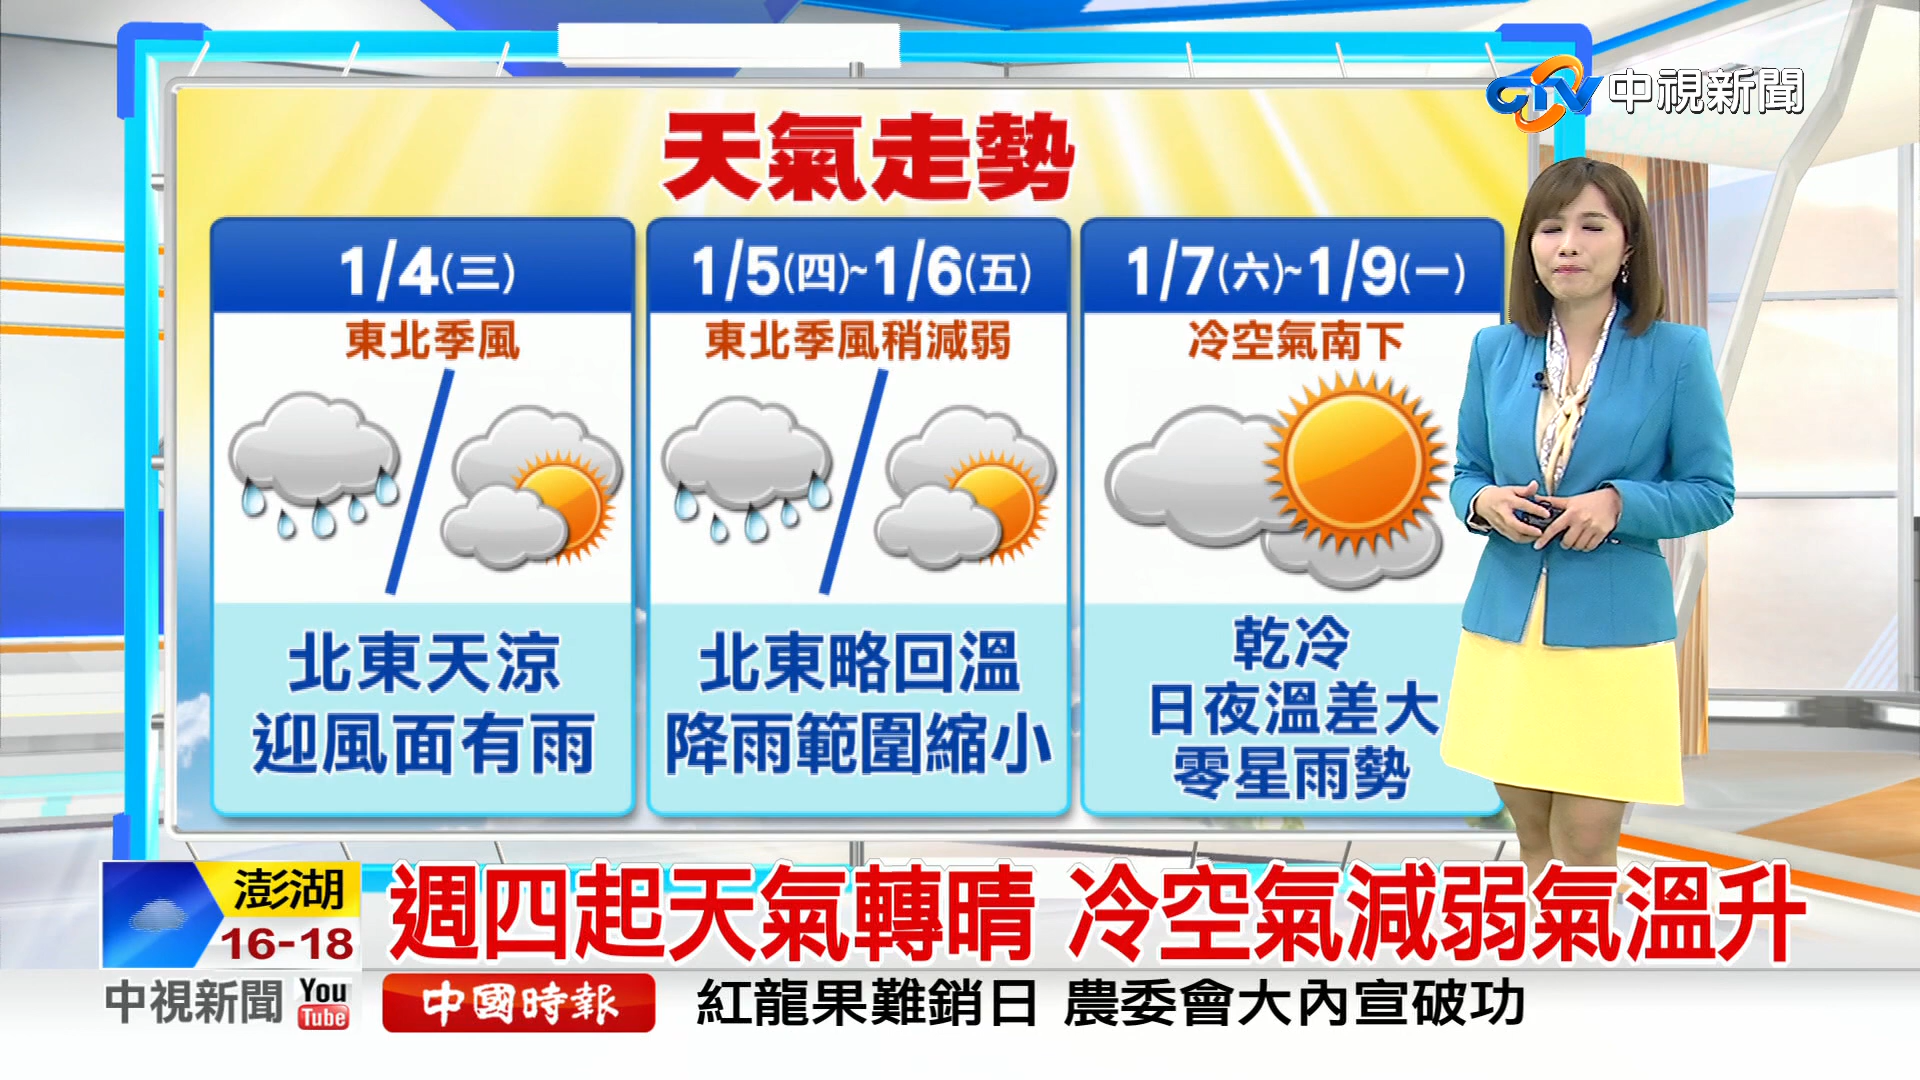 CTV 中視新聞
天氣走勢
1/4(三)
東北季風
北東天涼
迎風面有雨
1/5(四)~1/6(五)
東北季風稍減弱
北東略回溫
降雨範圍縮小
1/7(六)~1/9(一)
冷空氣南下
乾冷
日夜溫差大
零星雨勢
澎湖
16-18
週四起天氣轉晴 冷空氣減弱氣溫升
中視新聞 YouTube
中國時報
紅龍果難銷日 農委會大內宣破功